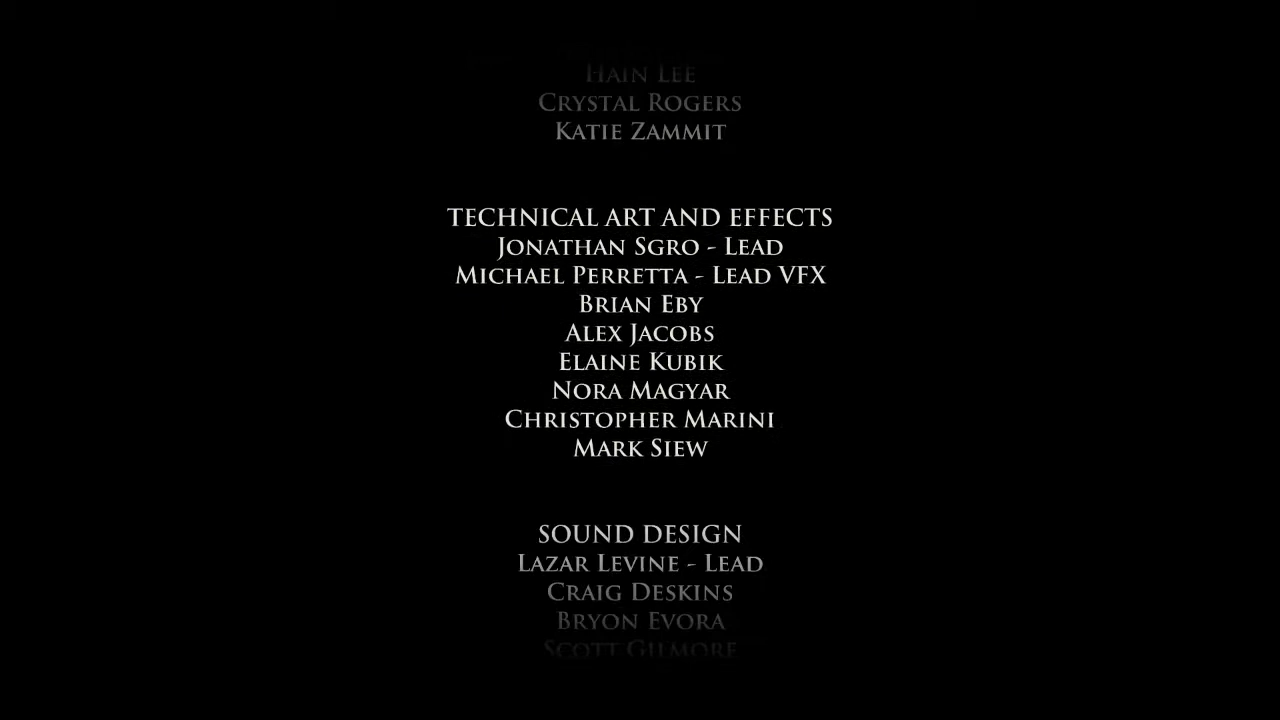 Hain Lee
Crystal Rogers
Katie Zammit
TECHNICAL ART AND EFFECTS
Jonathan Sgro - Lead
Michael Perretta - Lead VFX
Brian Eby
Alex Jacobs
Elaine Kubik
Nora Magyar
Christopher Marini
Mark Siew
SOUND DESIGN
Lazar Levine - Lead
Craig Deskins
Bryon Evora
Scott Gilmore